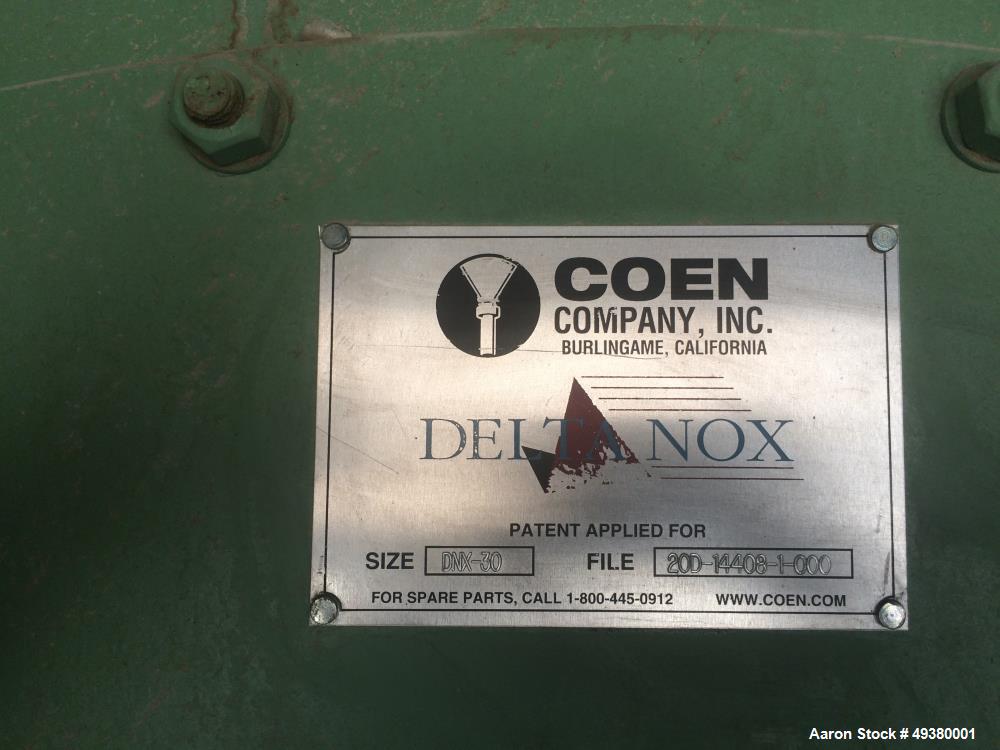 COEN
COMPANY, INC.
BURLINGAME, CALIFORNIA
DELTA NOX
PATENT APPLIED FOR
SIZE DNX-30 FILE 20D-14408-1-000
FOR SPARE PARTS, CALL 1-800-445-0912 WWW.COEN.COM
Aaron Stock # 49380001